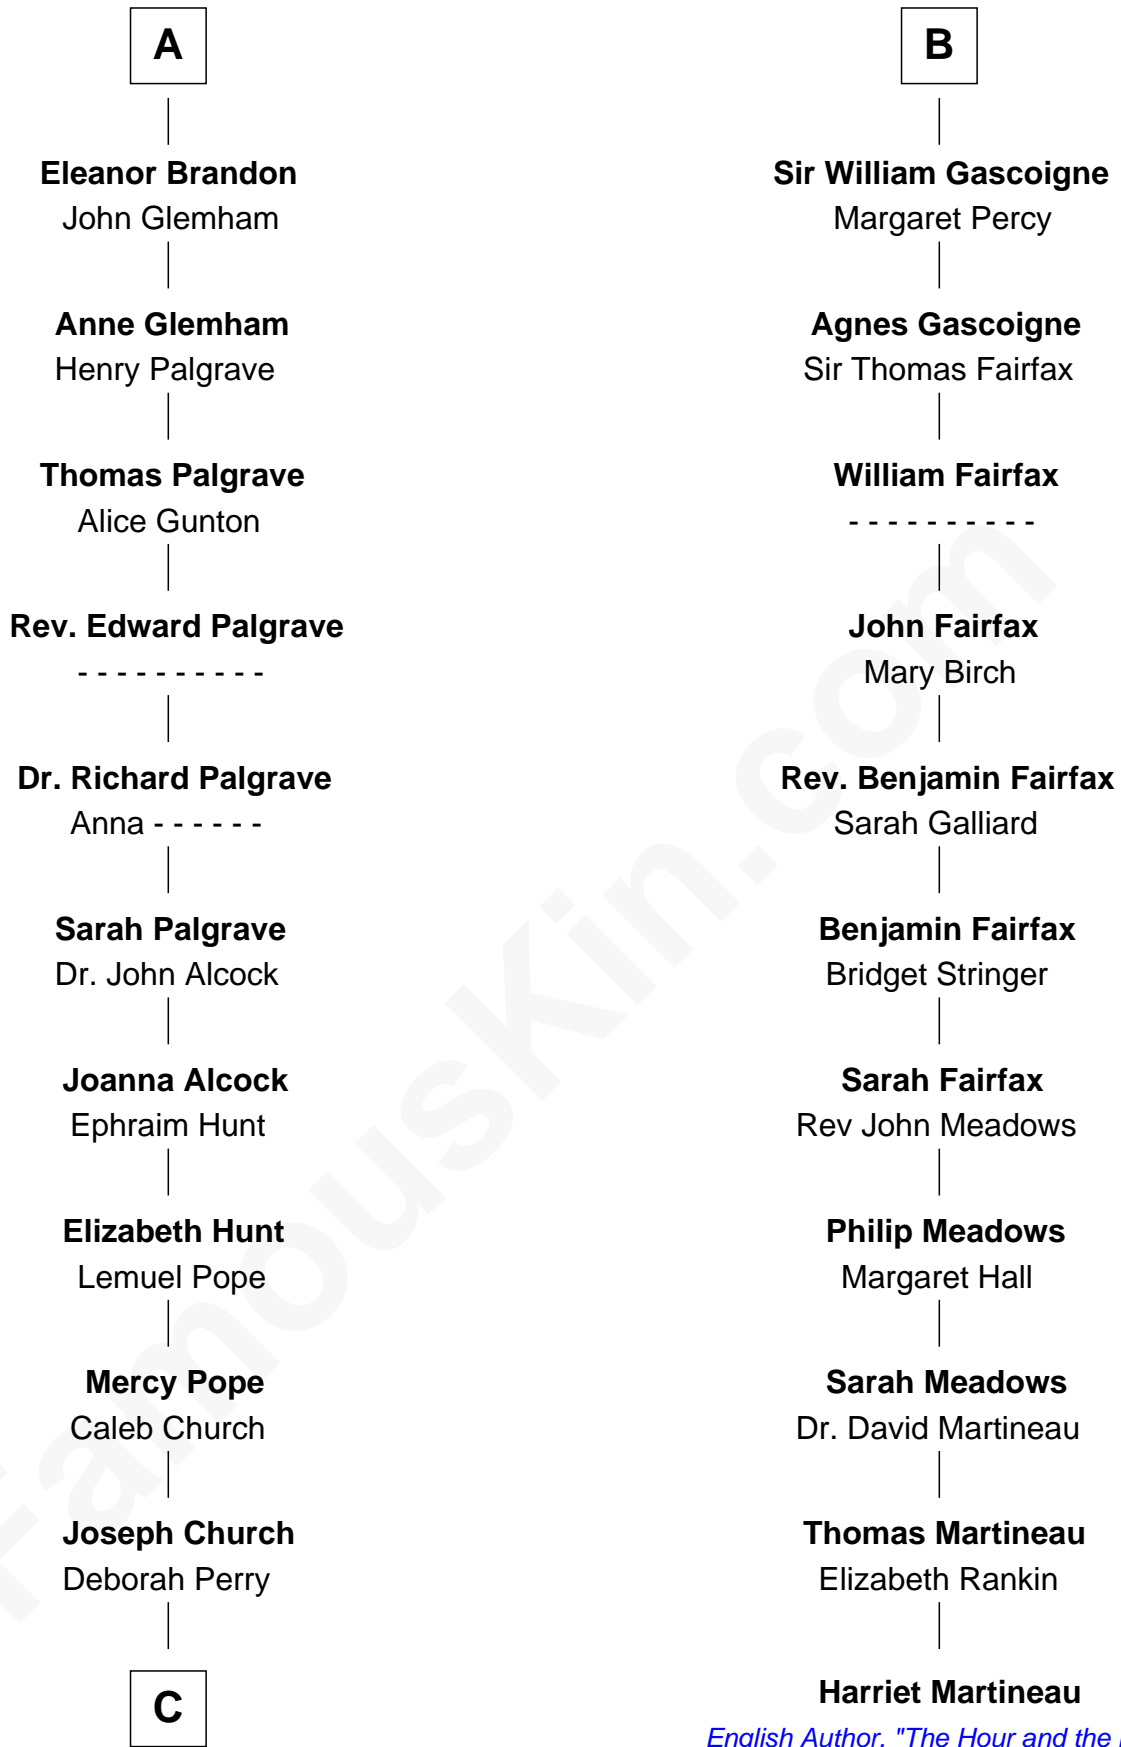 A
Eleanor Brandon
John Glemham
Anne Glemham
Henry Palgrave
Thomas Palgrave
Alice Gunton
Rev. Edward Palgrave
- - - - - - - - - -
Dr. Richard Palgrave
Anna - - - - - -
Sarah Palgrave
Dr. John Alcock
Joanna Alcock
Ephraim Hunt
Elizabeth Hunt
Lemuel Pope
Mercy Pope
Caleb Church
Joseph Church
Deborah Perry
C
B
Sir William Gascoigne
Margaret Percy
Agnes Gascoigne
Sir Thomas Fairfax
William Fairfax
- - - - - - - - - -
John Fairfax
Mary Birch
Rev. Benjamin Fairfax
Sarah Galliard
Benjamin Fairfax
Bridget Stringer
Sarah Fairfax
Rev John Meadows
Philip Meadows
Margaret Hall
Sarah Meadows
Dr. David Martineau
Thomas Martineau
Elizabeth Rankin
Harriet Martineau
English Author, "The Hour and the
FamousKin.com